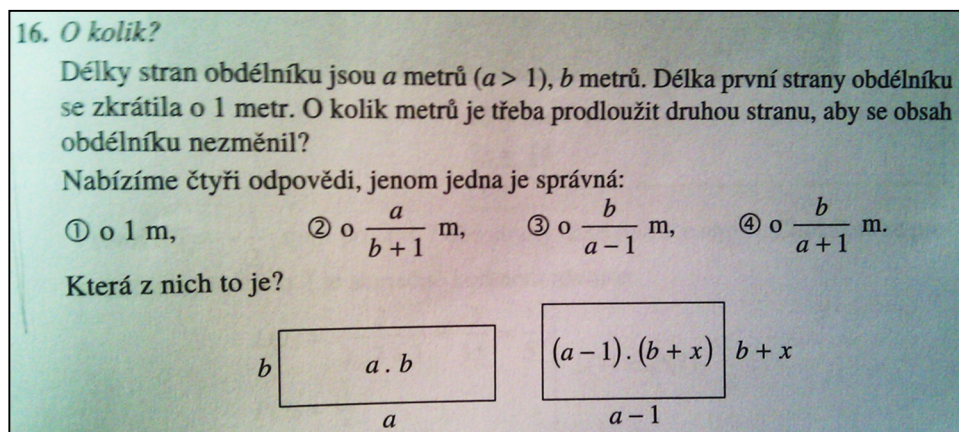 16. O kolik?
Délky stran obdélníku jsou a metrů (a > 1), b metrů. Délka první strany obdélníku
se zkrátila o 1 metr. O kolik metrů je třeba prodloužit druhou stranu, aby se obsah
obdélníku nezměnil?
Nabízíme čtyři odpovědi, jenom jedna je správná:
① o 1 m, ② o a/(b + 1) m, ③ o b/(a − 1) m, ④ o b/(a + 1) m.
Která z nich to je?
b a . b (a − 1) . (b + x) b + x
a a − 1